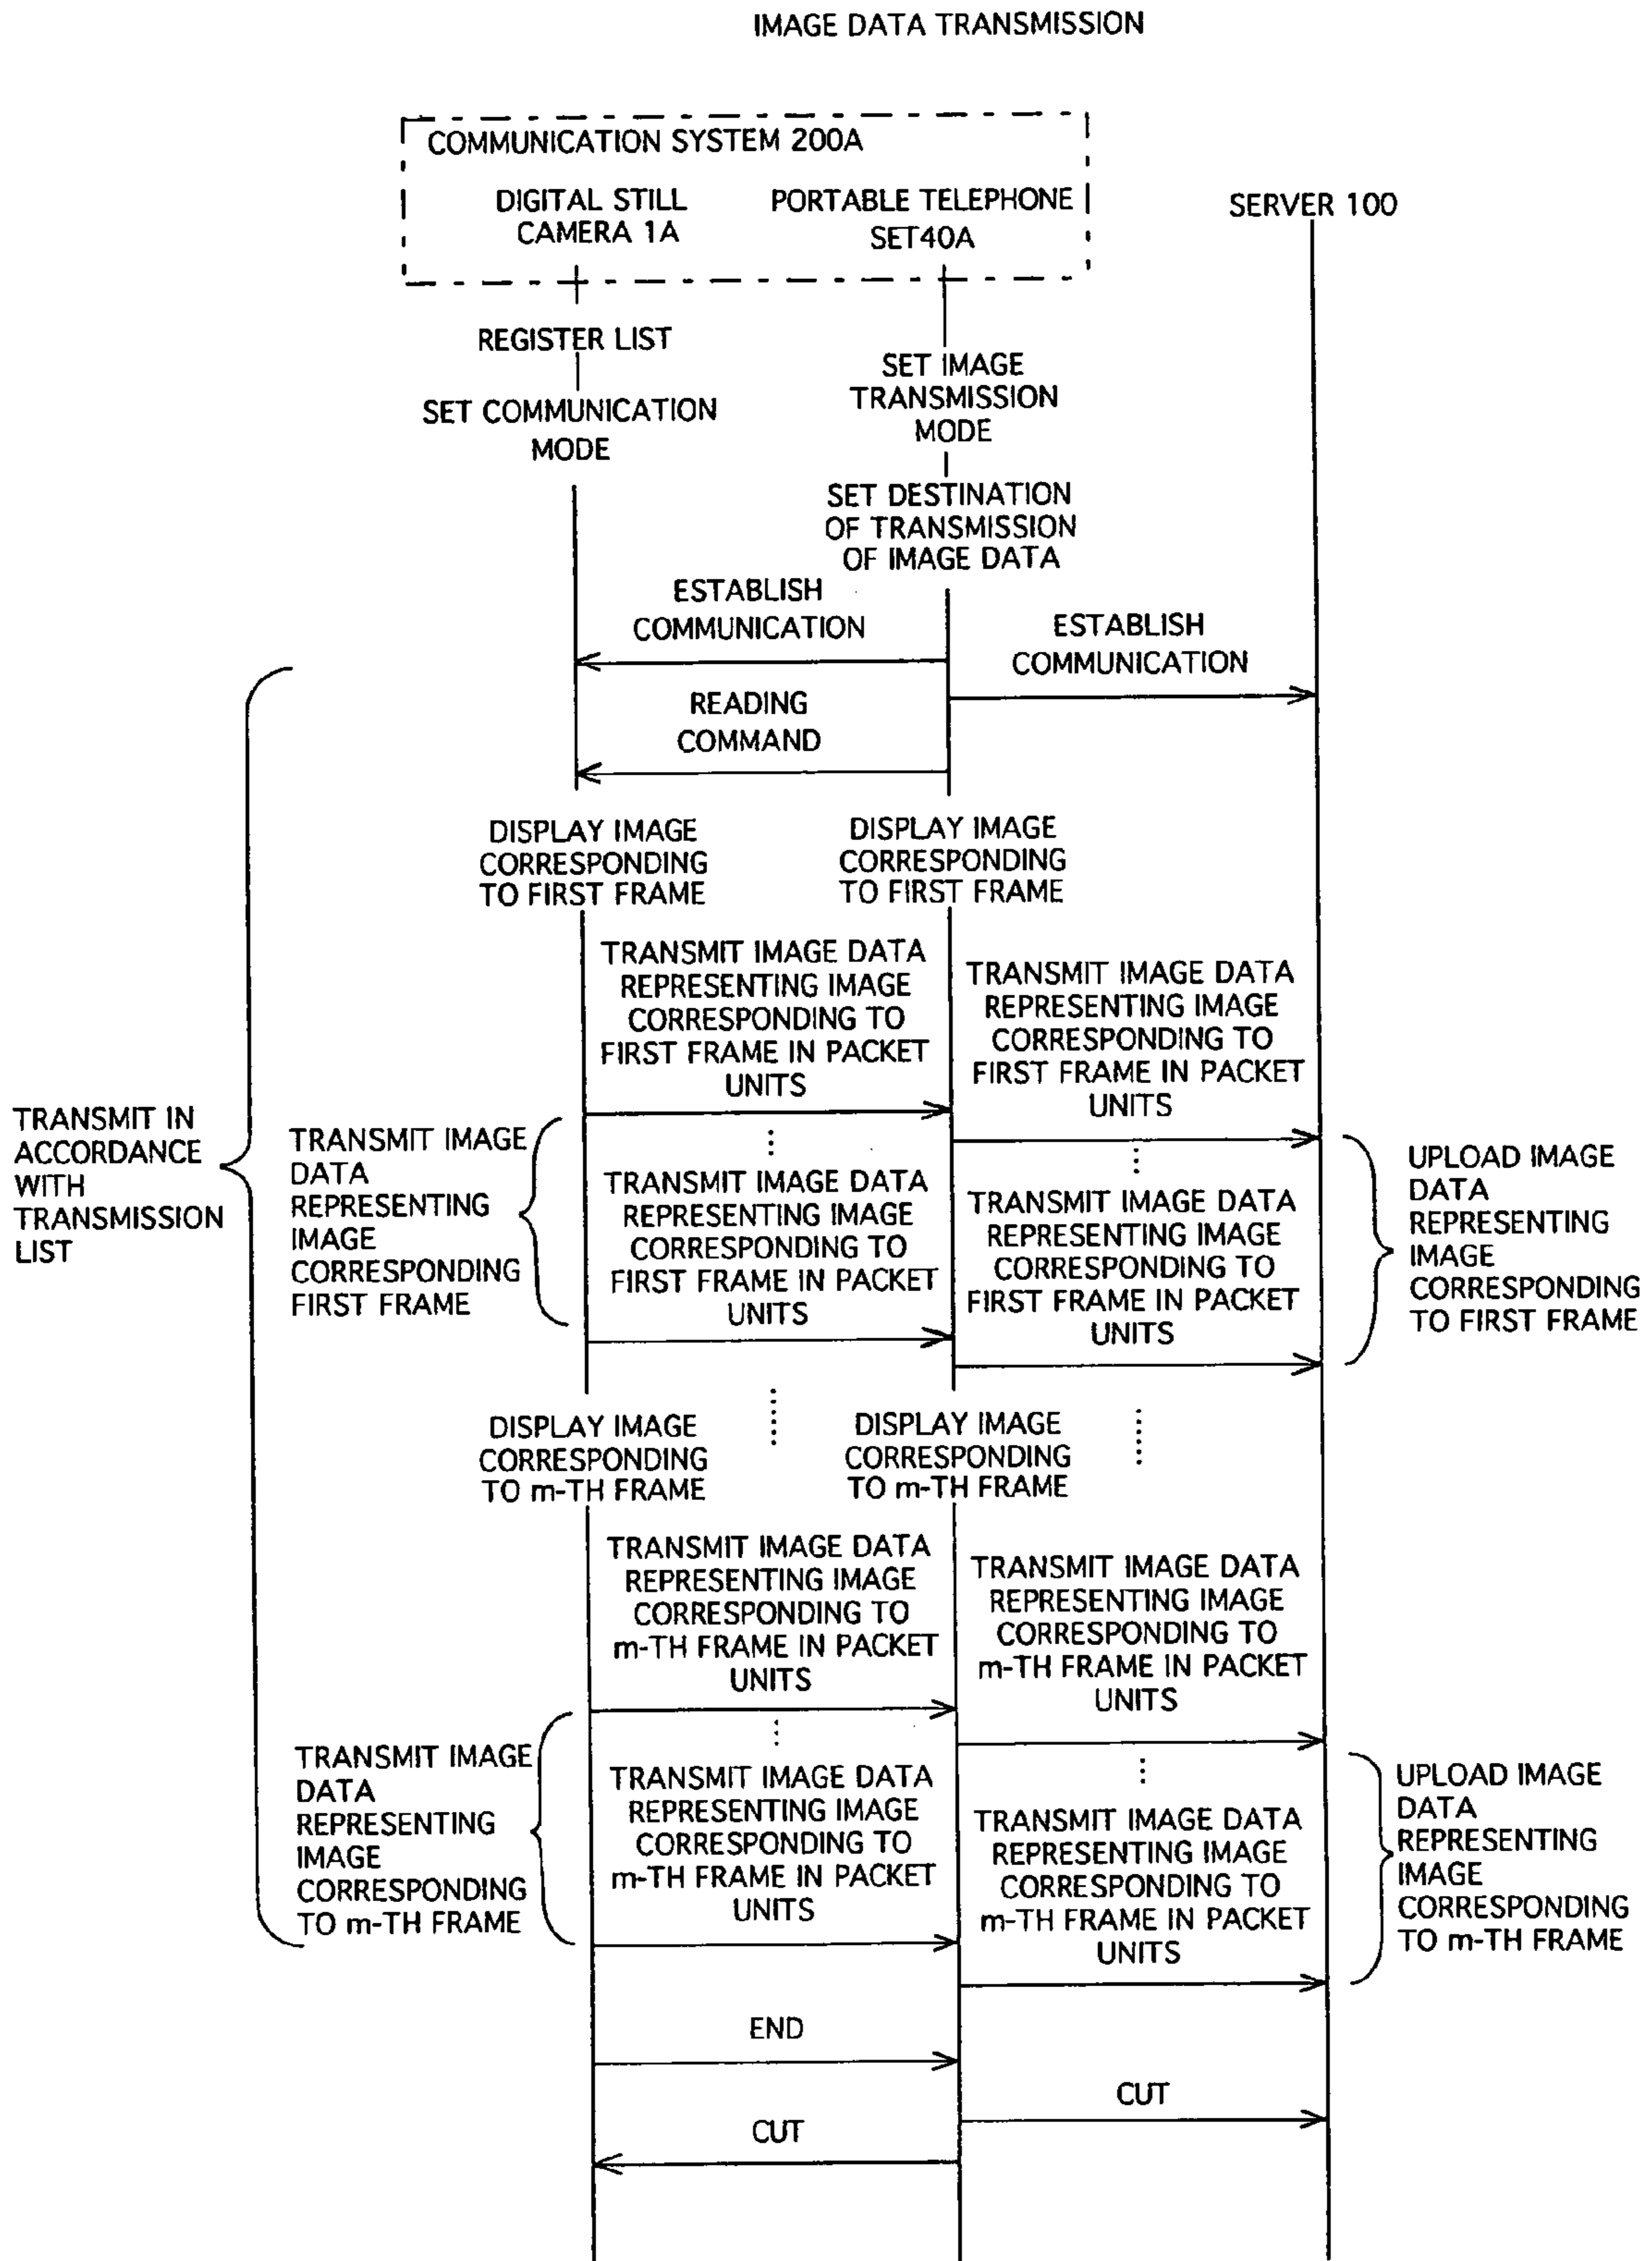 IMAGE DATA TRANSMISSION
COMMUNICATION SYSTEM 200A
DIGITAL STILL
CAMERA 1A
PORTABLE TELEPHONE
SET40A
SERVER 100
REGISTER LIST
SET COMMUNICATION
MODE
SET IMAGE
TRANSMISSION
MODE
SET DESTINATION
OF TRANSMISSION
OF IMAGE DATA
ESTABLISH
COMMUNICATION
ESTABLISH
COMMUNICATION
READING
COMMAND
DISPLAY IMAGE
CORRESPONDING
TO FIRST FRAME
DISPLAY IMAGE
CORRESPONDING
TO FIRST FRAME
TRANSMIT IMAGE DATA
REPRESENTING IMAGE
CORRESPONDING TO
FIRST FRAME IN PACKET
UNITS
TRANSMIT IMAGE DATA
REPRESENTING IMAGE
CORRESPONDING TO
FIRST FRAME IN PACKET
UNITS
TRANSMIT IN
ACCORDANCE
WITH
TRANSMISSION
LIST
TRANSMIT IMAGE
DATA
REPRESENTING
IMAGE
CORRESPONDING
FIRST FRAME
TRANSMIT IMAGE DATA
REPRESENTING IMAGE
CORRESPONDING TO
FIRST FRAME IN PACKET
UNITS
TRANSMIT IMAGE DATA
REPRESENTING IMAGE
CORRESPONDING TO
FIRST FRAME IN PACKET
UNITS
UPLOAD IMAGE
DATA
REPRESENTING
IMAGE
CORRESPONDING
TO FIRST FRAME
DISPLAY IMAGE
CORRESPONDING
TO m-TH FRAME
DISPLAY IMAGE
CORRESPONDING
TO m-TH FRAME
TRANSMIT IMAGE DATA
REPRESENTING IMAGE
CORRESPONDING TO
m-TH FRAME IN PACKET
UNITS
TRANSMIT IMAGE DATA
REPRESENTING IMAGE
CORRESPONDING TO
m-TH FRAME IN PACKET
UNITS
TRANSMIT IMAGE
DATA
REPRESENTING
IMAGE
CORRESPONDING
TO m-TH FRAME
TRANSMIT IMAGE DATA
REPRESENTING IMAGE
CORRESPONDING TO
m-TH FRAME IN PACKET
UNITS
TRANSMIT IMAGE DATA
REPRESENTING IMAGE
CORRESPONDING TO
m-TH FRAME IN PACKET
UNITS
UPLOAD IMAGE
DATA
REPRESENTING
IMAGE
CORRESPONDING
TO m-TH FRAME
END
CUT
CUT